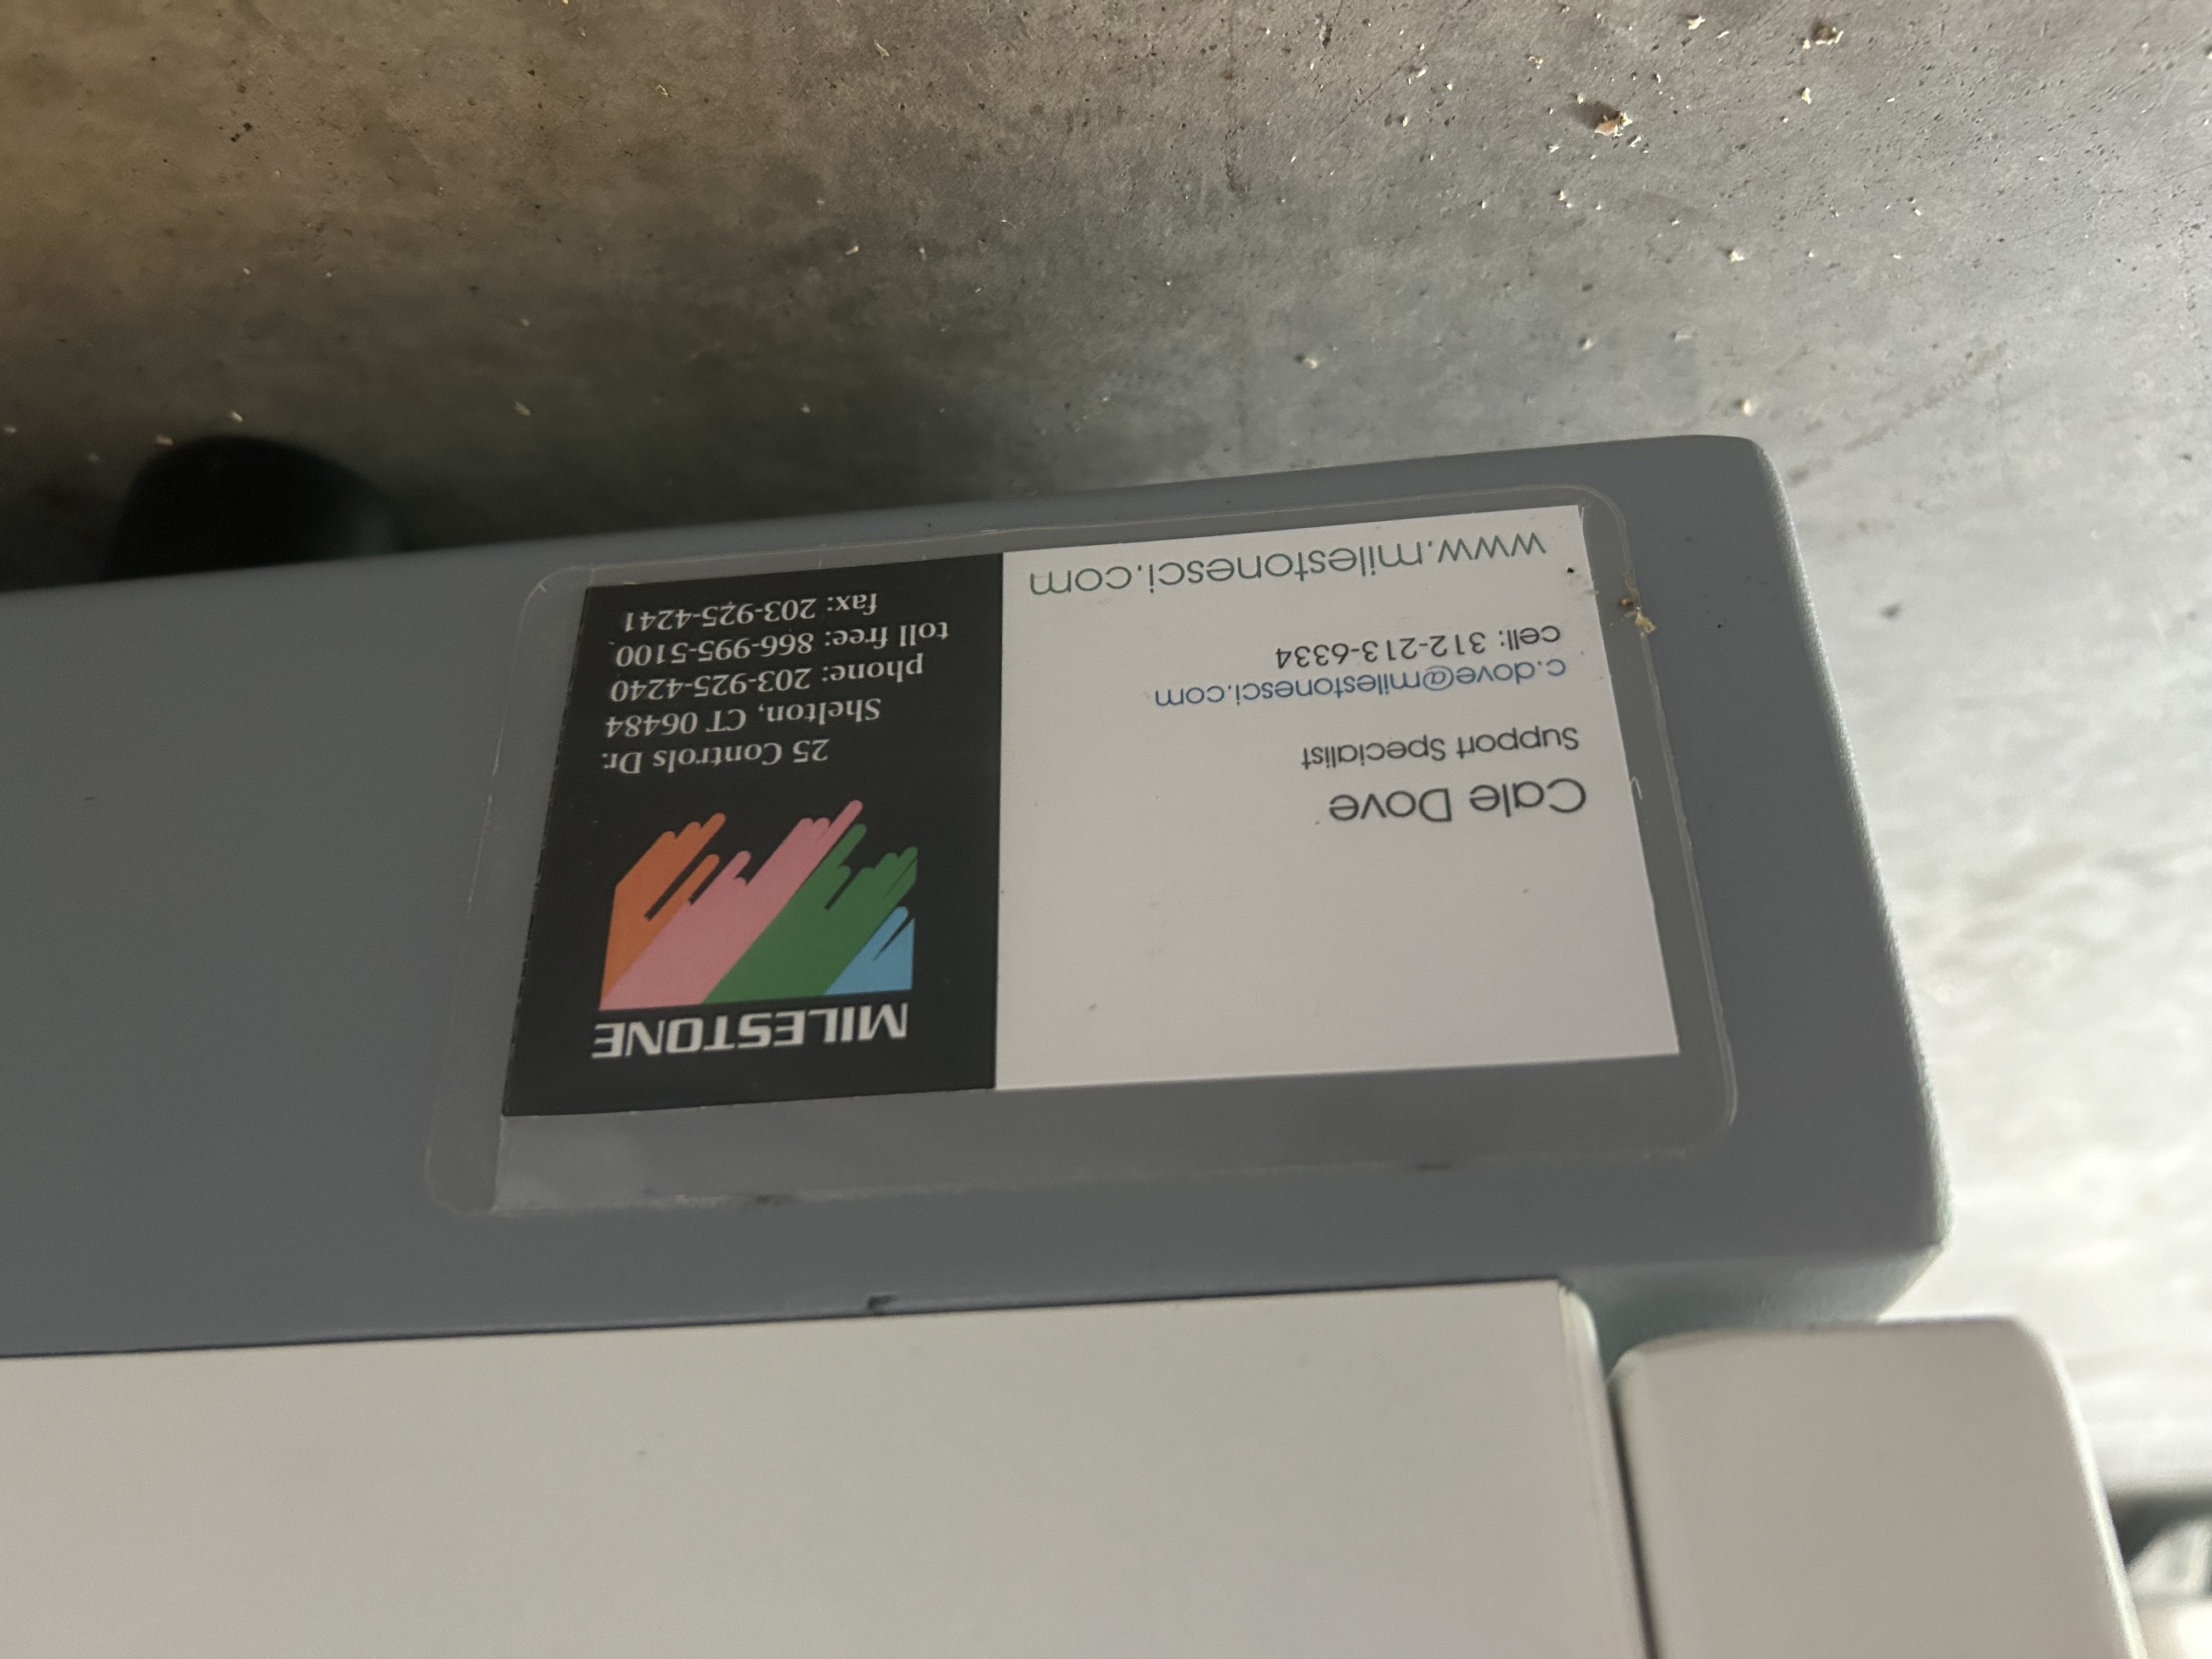 MILESTONE
25 Controls Dr.
Shelton, CT 06484
phone: 203-925-4240
toll free: 866-995-5100
fax: 203-925-4241
Cale Dove
Support Specialist
c.dove@milestonesci.com
cell: 312-213-6334
www.milestonesci.com